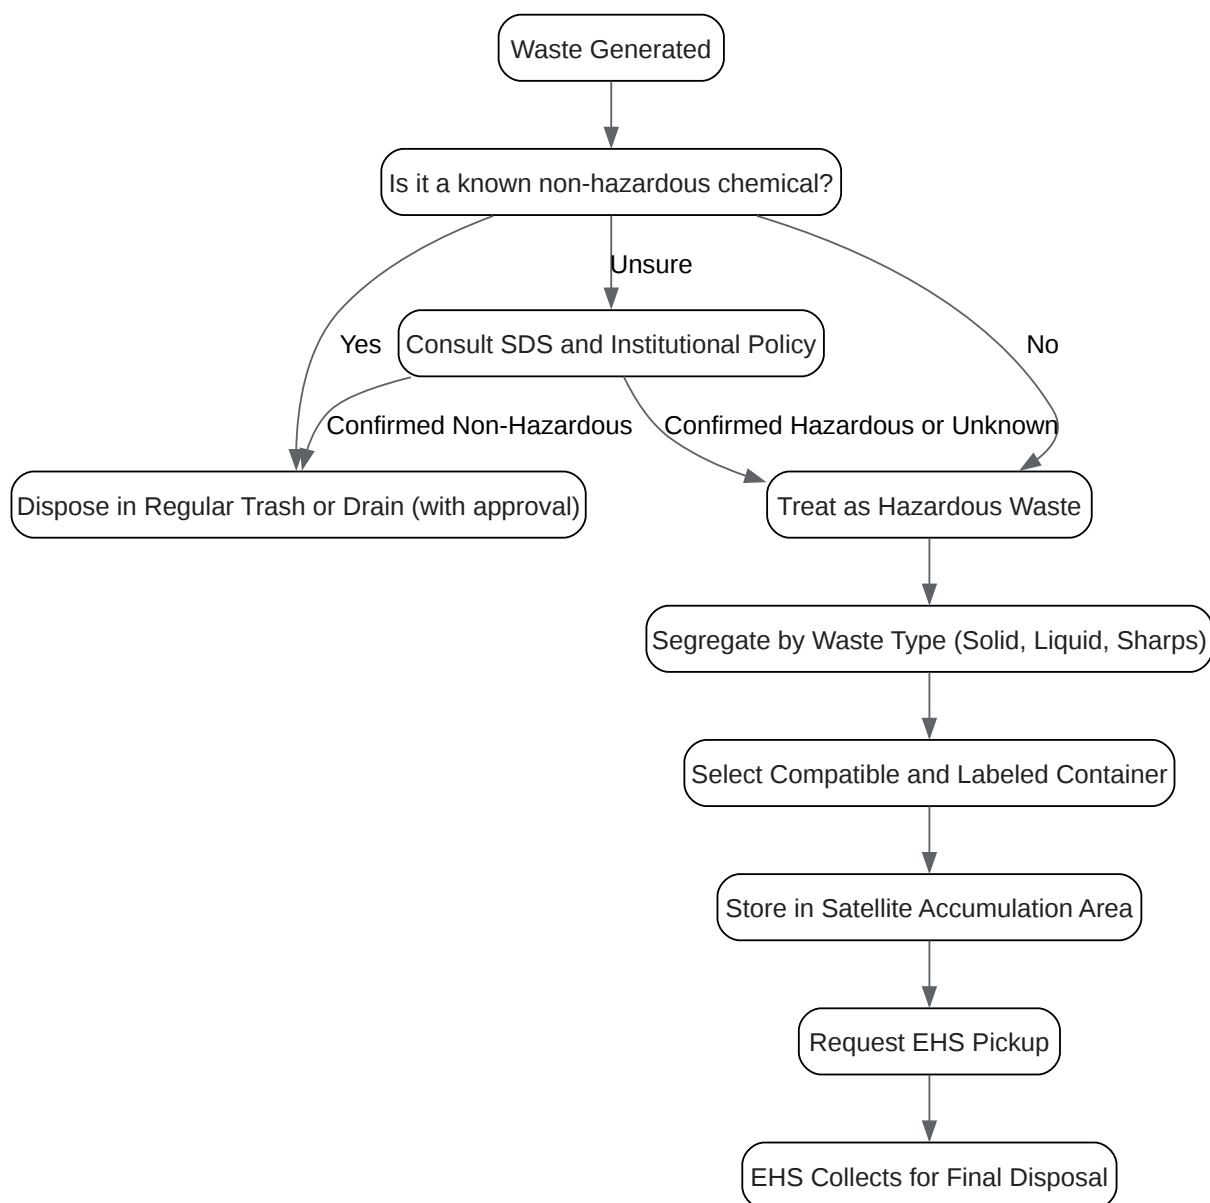 Waste Generated
Is it a known non-hazardous chemical?
Unsure
Yes
Consult SDS and Institutional Policy
No
Confirmed Non-Hazardous
Confirmed Hazardous or Unknown
Dispose in Regular Trash or Drain (with approval)
Treat as Hazardous Waste
Segregate by Waste Type (Solid, Liquid, Sharps)
Select Compatible and Labeled Container
Store in Satellite Accumulation Area
Request EHS Pickup
EHS Collects for Final Disposal